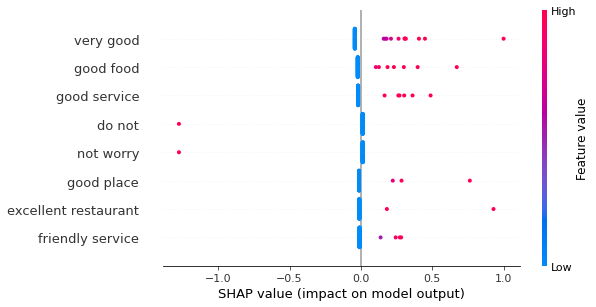 High
very good
good food
good service
do not
not worry
good place
excellent restaurant
friendly service
Feature value
Low
−1.0 −0.5 0.0 0.5 1.0
SHAP value (impact on model output)